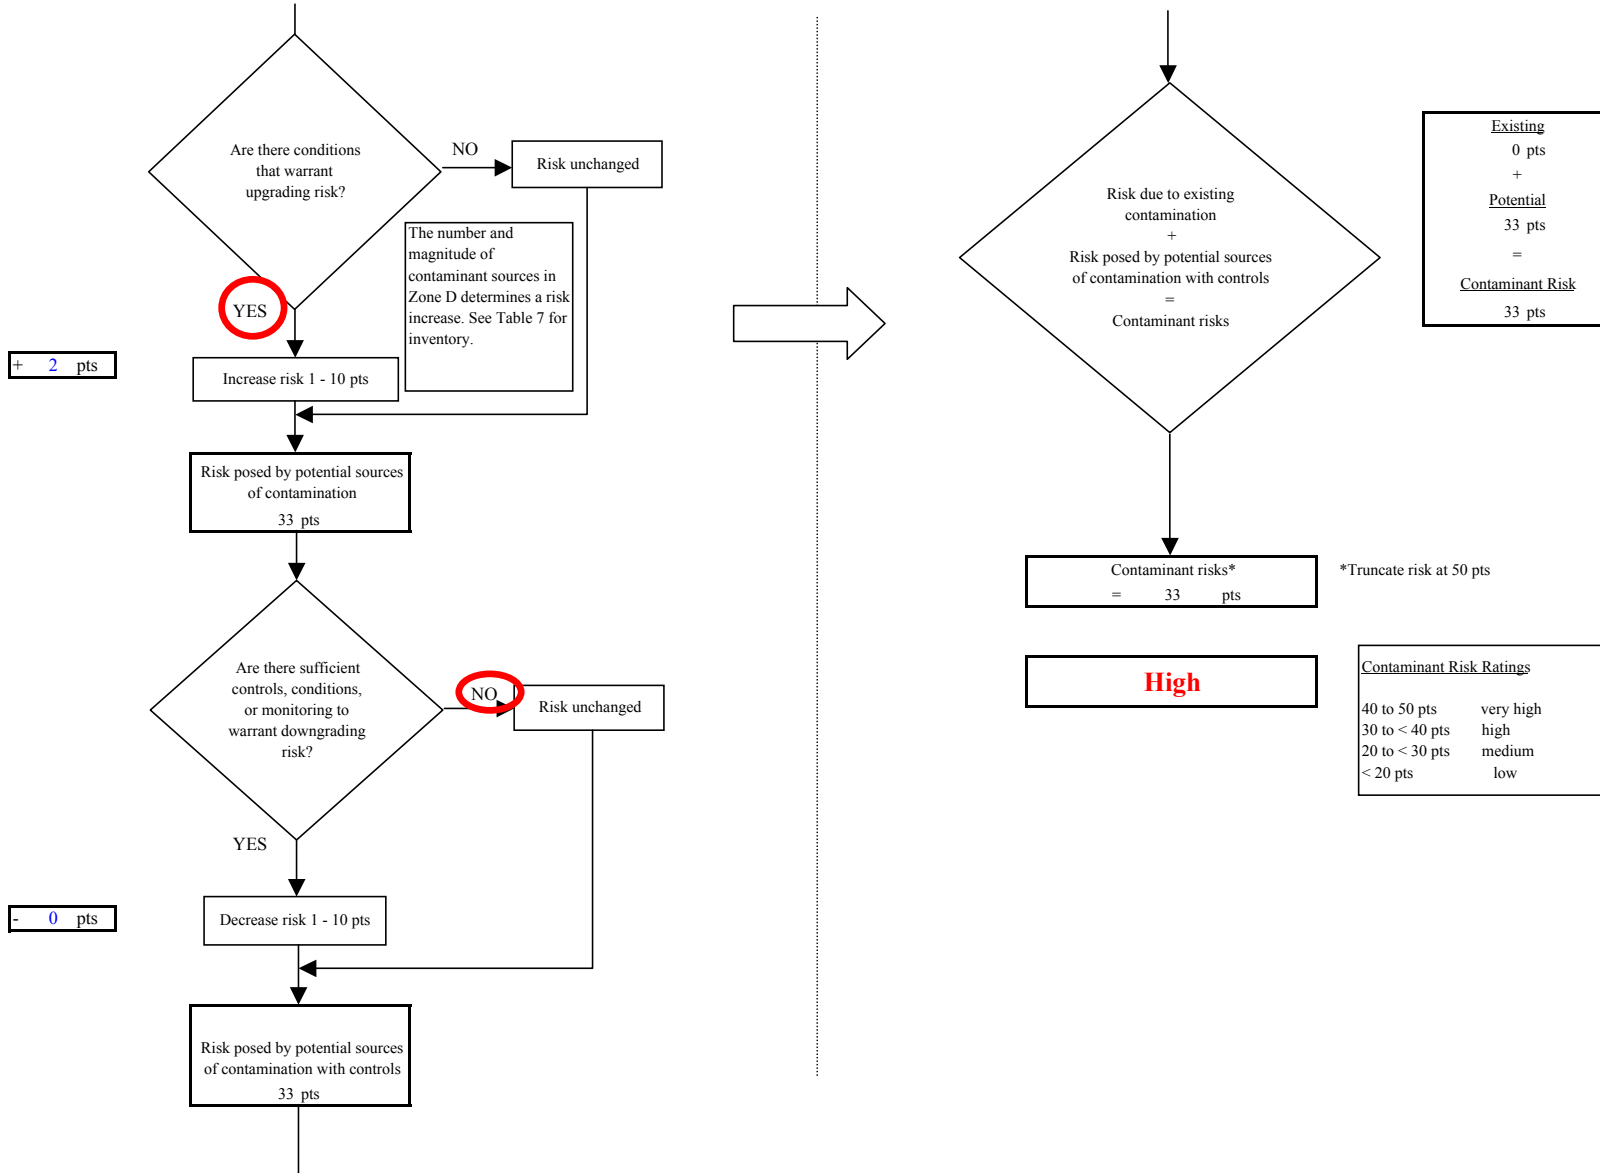 Are there conditions
that warrant
upgrading risk?
NO
Risk unchanged
The number and
magnitude of
contaminant sources in
Zone D determines a risk
increase. See Table 7 for
inventory.
YES
+ 2 pts
Increase risk 1 - 10 pts
Risk posed by potential sources
of contamination
33 pts
Are there sufficient
controls, conditions,
or monitoring to
warrant downgrading
risk?
NO
Risk unchanged
YES
- 0 pts
Decrease risk 1 - 10 pts
Risk posed by potential sources
of contamination with controls
33 pts
Risk due to existing
contamination
+
Risk posed by potential sources
of contamination with controls
=
Contaminant risks
Existing
0 pts
+
Potential
33 pts
=
Contaminant Risk
33 pts
Contaminant risks*
= 33 pts
*Truncate risk at 50 pts
High
Contaminant Risk Ratings
40 to 50 pts very high
30 to < 40 pts high
20 to < 30 pts medium
< 20 pts low